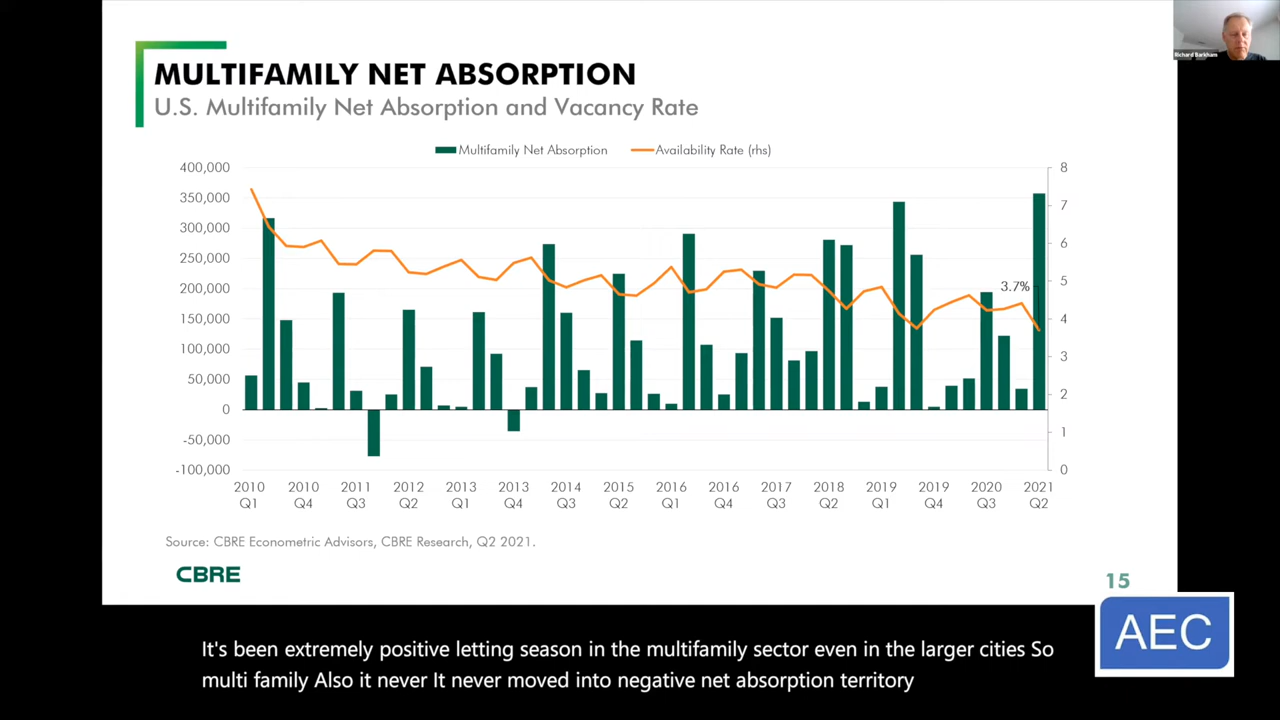 MULTIFAMILY NET ABSORPTION
U.S. Multifamily Net Absorption and Vacancy Rate
Richard Barkham
Multifamily Net Absorption Availability Rate (rhs)
400,000 8
350,000 7
300,000 6
250,000 5
200,000 3.7%
150,000 4
100,000 3
50,000 2
0
-50,000 1
-100,000 0
2010 2010 2011 2012 2013 2013 2014 2015 2016 2016 2017 2018 2019 2019 2020 2021
Q1 Q4 Q3 Q2 Q1 Q4 Q3 Q2 Q1 Q4 Q3 Q2 Q1 Q4 Q3 Q2
Source: CBRE Econometric Advisors, CBRE Research, Q2 2021.
CBRE
15
AEC
It's been extremely positive letting season in the multifamily sector even in the larger cities So
multi family Also it never It never moved into negative net absorption territory